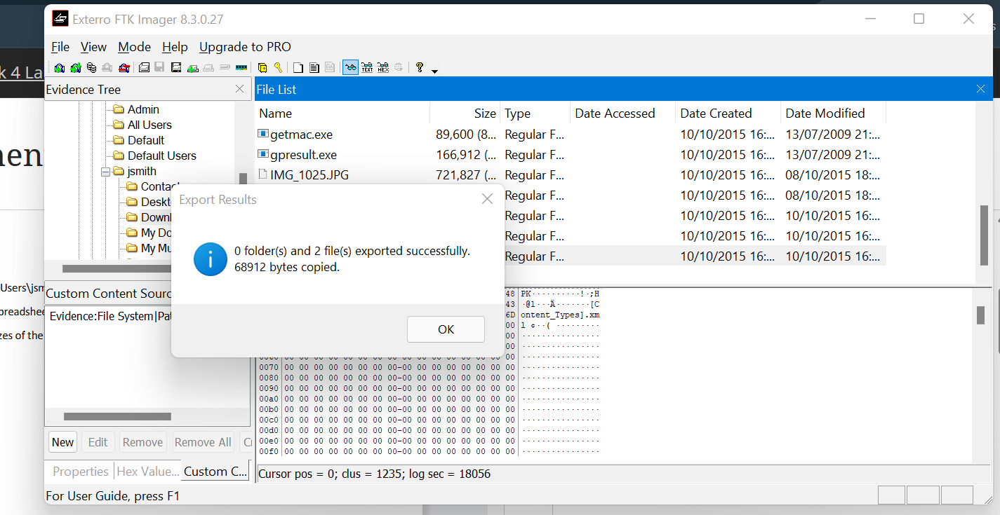 Exterro FTK Imager 8.3.0.27
File View Mode Help Upgrade to PRO
TEXT HEX
k 4 La
Evidence Tree
File List
Admin
All Users
Default
Default Users
jsmith
Contac
Deskt
Downl
My Do
My Mu
Name Size Type Date Accessed Date Created Date Modified
getmac.exe 89,600 (8... Regular F... 10/10/2015 16:... 13/07/2009 21:...
gpresult.exe 166,912 (... Regular F... 10/10/2015 16:... 13/07/2009 21:...
IMG_1025.JPG 721,827 (... Regular F... 10/10/2015 16:... 08/10/2015 18:...
Regular F... 10/10/2015 16:... 08/10/2015 18:...
Regular F... 10/10/2015 16:... 10/10/2015 16:...
Regular F... 10/10/2015 16:... 10/10/2015 16:...
Regular F... 10/10/2015 16:... 10/10/2015 16:...
Export Results
0 folder(s) and 2 file(s) exported successfully.
68912 bytes copied.
OK
ment
Users\jsm
preadshee
zes of the
Custom Content Sourc
Evidence:File System|Pat
48 PK··········!·;H
43 ·@l···Ä·······[C
6D ontent_Types].xm
00 l ¢··( ·········
00 ················
00 ················
0070 00 00 00 00 00 00 00 00-00 00 00 00 00 00 00 00 ················
0080 00 00 00 00 00 00 00 00-00 00 00 00 00 00 00 00 ················
0090 00 00 00 00 00 00 00 00-00 00 00 00 00 00 00 00 ················
00a0 00 00 00 00 00 00 00 00-00 00 00 00 00 00 00 00 ················
00b0 00 00 00 00 00 00 00 00-00 00 00 00 00 00 00 00 ················
00c0 00 00 00 00 00 00 00 00-00 00 00 00 00 00 00 00 ················
00d0 00 00 00 00 00 00 00 00-00 00 00 00 00 00 00 00 ················
00e0 00 00 00 00 00 00 00 00-00 00 00 00 00 00 00 00 ················
00f0 00 00 00 00 00 00 00 00-00 00 00 00 00 00 00 00 ················
New Edit Remove Remove All Cr
Properties Hex Value... Custom C...
Cursor pos = 0; clus = 1235; log sec = 18056
For User Guide, press F1